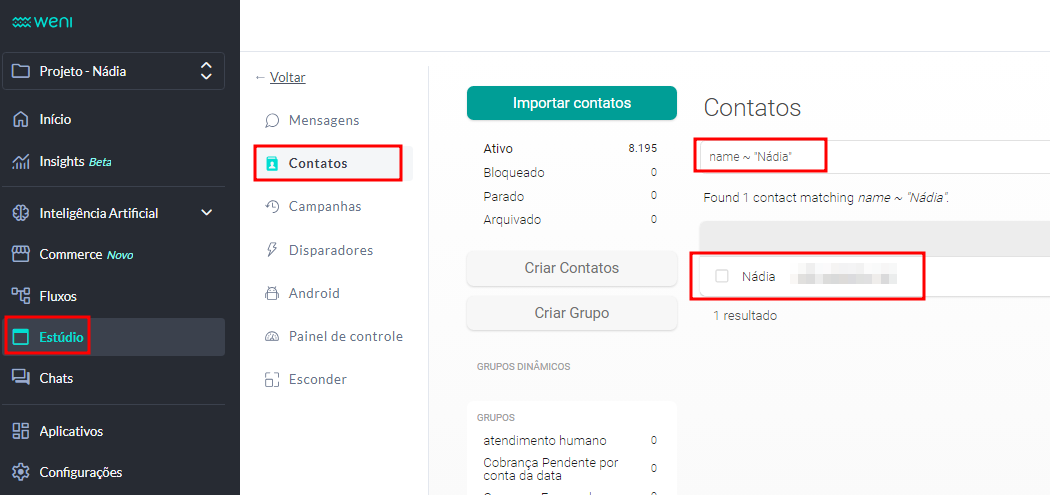 weni
Projeto - Nádia
Início
Insights Beta
Inteligência Artificial
Commerce Novo
Fluxos
Estúdio
Chats
Aplicativos
Configurações
← Voltar
Mensagens
Contatos
Campanhas
Disparadores
Android
Painel de controle
Esconder
Importar contatos
Ativo 8.195
Bloqueado 0
Parado 0
Arquivado 0
Criar Contatos
Criar Grupo
GRUPOS DINÂMICOS
GRUPOS
atendimento humano 0
Cobrança Pendente por
conta da data 0
Contatos
name ~ "Nádia"
Found 1 contact matching name ~ "Nádia".
Nádia
1 resultado